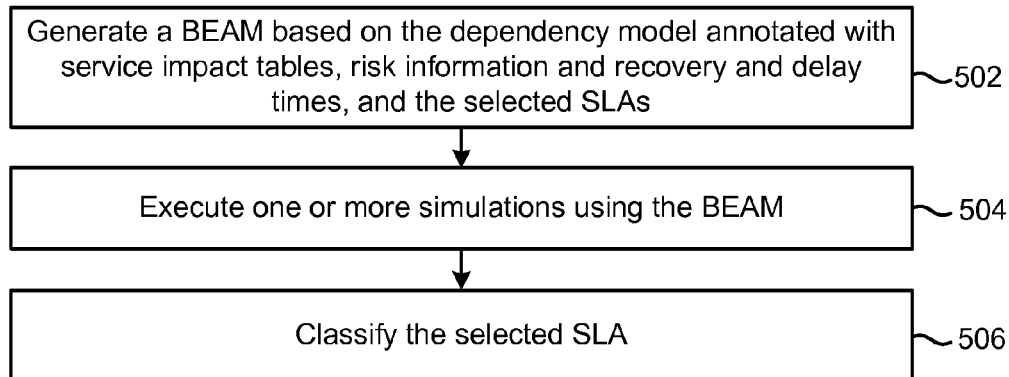 Generate a BEAM based on the dependency model annotated with
service impact tables, risk information and recovery and delay
times, and the selected SLAs
502
Execute one or more simulations using the BEAM
504
Classify the selected SLA
506